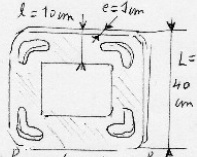 l = 10 cm
e = 1 cm
L =
40
cm